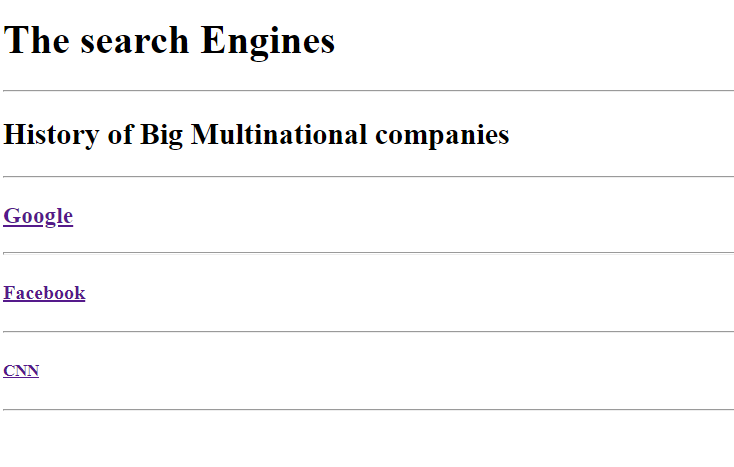 The search Engines
History of Big Multinational companies
Google
Facebook
CNN